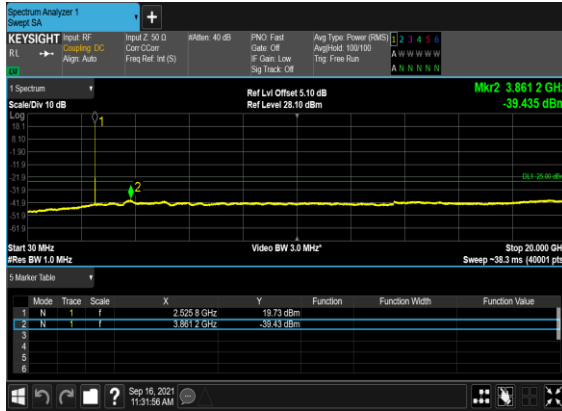 Spectrum Analyzer 1
Swept SA
+
KEYSIGHT
RL
Input: RF
Coupling: DC
Align: Auto
Input Z: 50 Ω
Corr CCorr
Freq Ref: Int (S)
#Atten: 40 dB
PNO: Fast
Gate: Off
IF Gain: Low
Sig Track: Off
Avg Type: Power (RMS)
Avg|Hold: 100/100
Trig: Free Run
1 2 3 4 5 6
A W W W W W
A N N N N N
1 Spectrum
Scale/Div 10 dB
Ref Lvl Offset 5.10 dB
Ref Level 28.10 dBm
Mkr2 3.861 2 GHz
-39.435 dBm
Log
18.1
8.10
-1.90
-11.9
-21.9
-31.9
-41.9
-51.9
-61.9
1
2
DL1 -25.00 dBm
Start 30 MHz
#Res BW 1.0 MHz
Video BW 3.0 MHz*
Stop 20.000 GHz
Sweep ~38.3 ms (40001 pts)
5 Marker Table
Mode Trace Scale X Y Function Function Width Function Value
1 N 1 f 2.525 8 GHz 19.73 dBm
2 N 1 f 3.861 2 GHz -39.43 dBm
3
4
5
6
?
Sep 16, 2021
11:31:56 AM